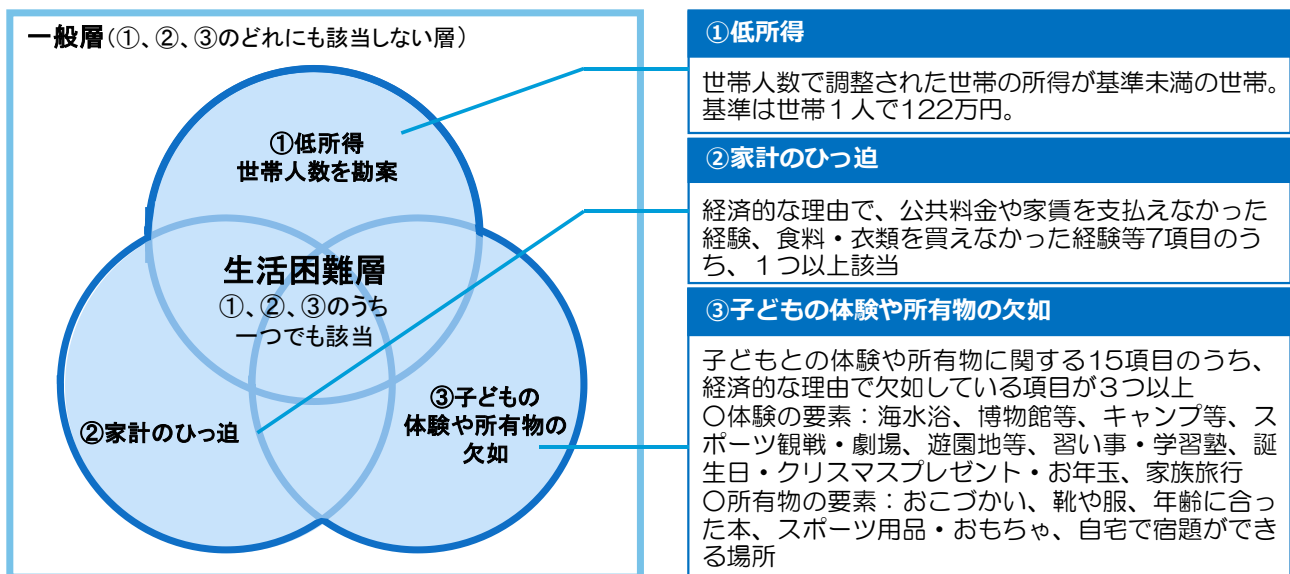 一般層(①、②、③のどれにも該当しない層)
①低所得
世帯人数を勘案
生活困難層
①、②、③のうち
一つでも該当
②家計のひっ迫
③子どもの
体験や所有物の
欠如
①低所得
世帯人数で調整された世帯の所得が基準未満の世帯。
基準は世帯1人で122万円。
②家計のひっ迫
経済的な理由で、公共料金や家賃を支払えなかった
経験、食料・衣類を買えなかった経験等7項目のう
ち、1つ以上該当
③子どもの体験や所有物の欠如
子どもとの体験や所有物に関する15項目のうち、
経済的な理由で欠如している項目が3つ以上
〇体験の要素：海水浴、博物館等、キャンプ等、ス
ポーツ観戦・劇場、遊園地等、習い事・学習塾、誕
生日・クリスマスプレゼント・お年玉、家族旅行
〇所有物の要素：おこづかい、靴や服、年齢に合っ
た本、スポーツ用品・おもちゃ、自宅で宿題ができ
る場所